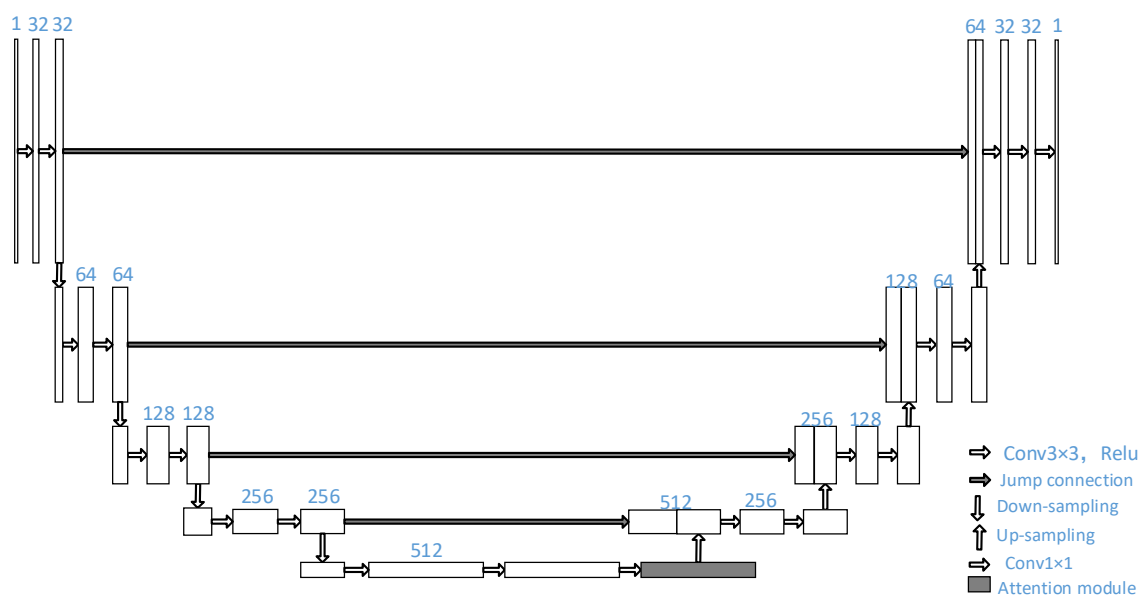 1 32 32
64 32 32 1
64 64
128 64
128 128
256 128
256 256
512 256
512
Conv3×3，Relu
Jump connection
Down-sampling
Up-sampling
Conv1×1
Attention module